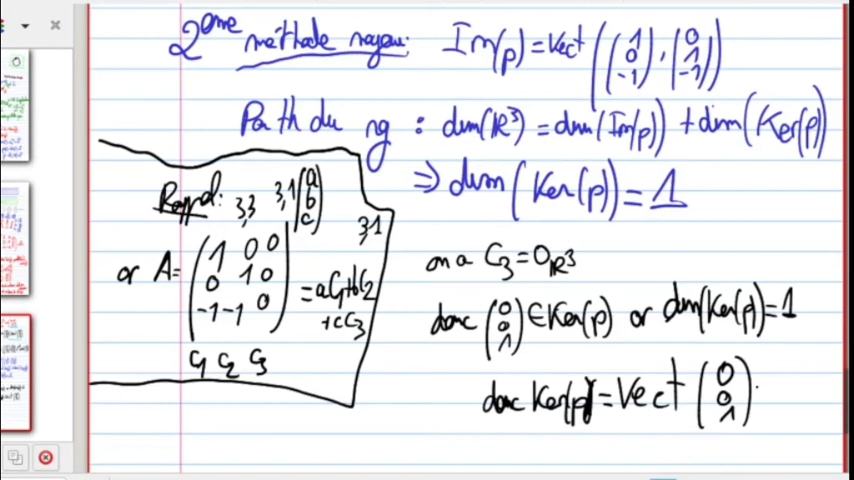 2ème méthode noyau: Im(p) = Vect((1 0 -1), (0 1 -1))
Par th du rg : dim(ℝ³) = dim(Im(p)) + dim(Ker(p))
⇒ dim(Ker(p)) = 1
Rappel: 3,3 3,1 (a b c)
3,1
or A = (1 0 0
0 1 0
-1 -1 0) = aC1 + bC2
+ cC3
C1 C2 C3
on a C3 = 0ℝ³
donc (0 0 1) ∈ Ker(p) or dim(Ker(p)) = 1
donc Ker(p) = Vect (0 0 1).